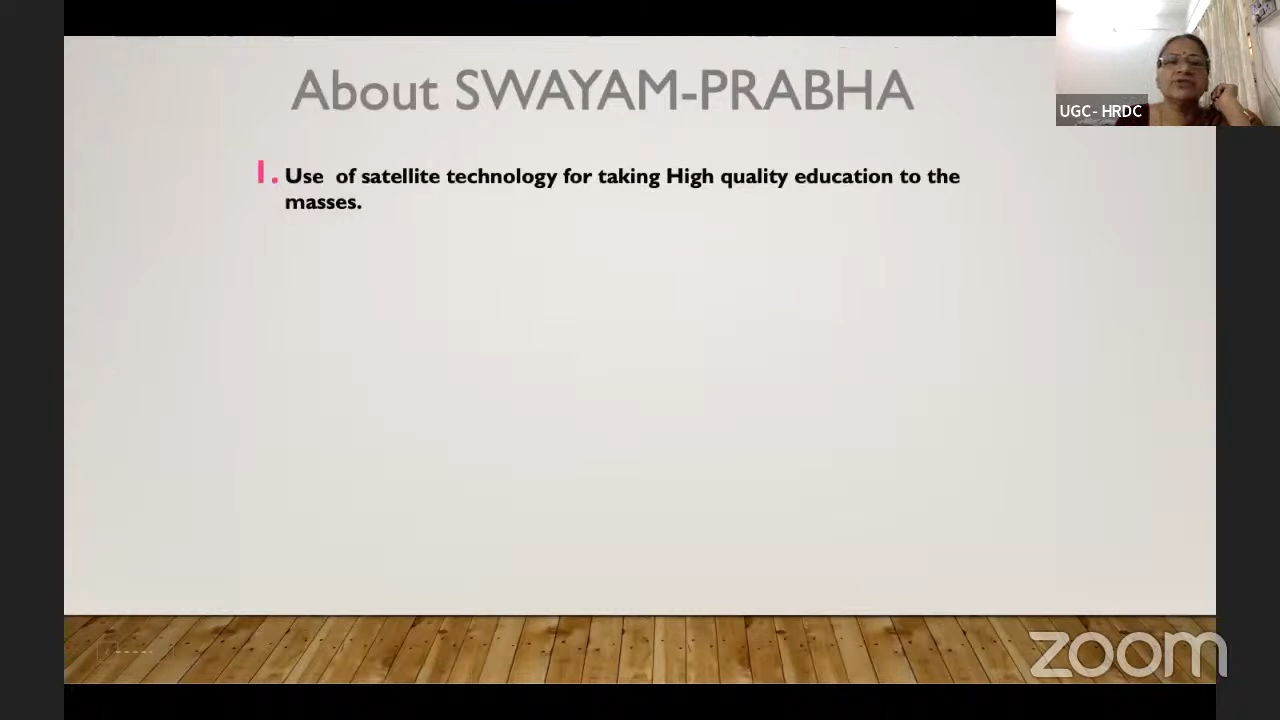 About SWAYAM-PRABHA
UGC- HRDC
1. Use of satellite technology for taking High quality education to the
masses.
zoom